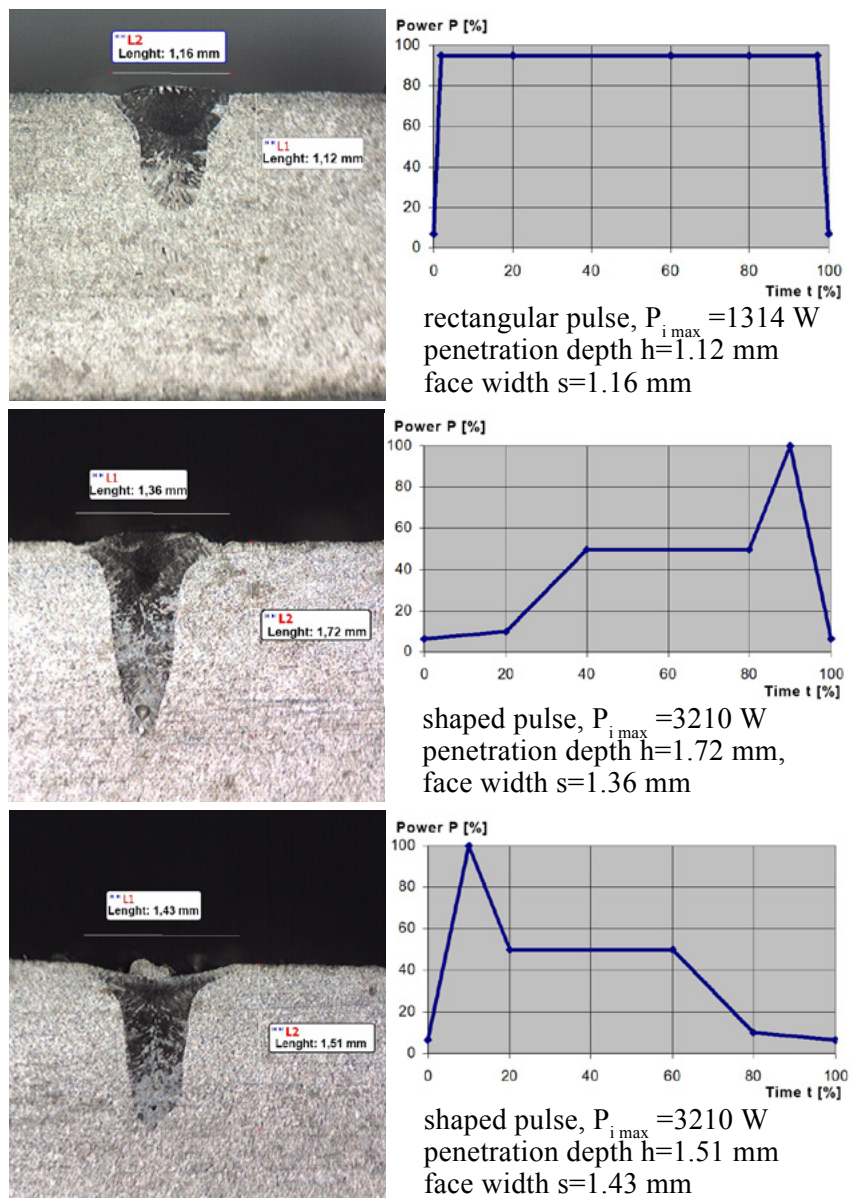 **L2
Lenght: 1,16 mm
**L1
Lenght: 1,12 mm
Power P [%]
100
80
60
40
20
0
0 20 40 60 80 100
Time t [%]
rectangular pulse, P i max =1314 W
penetration depth h=1.12 mm
face width s=1.16 mm
**L1
Lenght: 1,36 mm
**L2
Lenght: 1,72 mm
Power P [%]
100
80
60
40
20
0
0 20 40 60 80 100
Time t [%]
shaped pulse, P i max =3210 W
penetration depth h=1.72 mm,
face width s=1.36 mm
**L1
Lenght: 1,43 mm
**L2
Lenght: 1,51 mm
Power P [%]
100
80
60
40
20
0
0 20 40 60 80 100
Time t [%]
shaped pulse, P i max =3210 W
penetration depth h=1.51 mm
face width s=1.43 mm